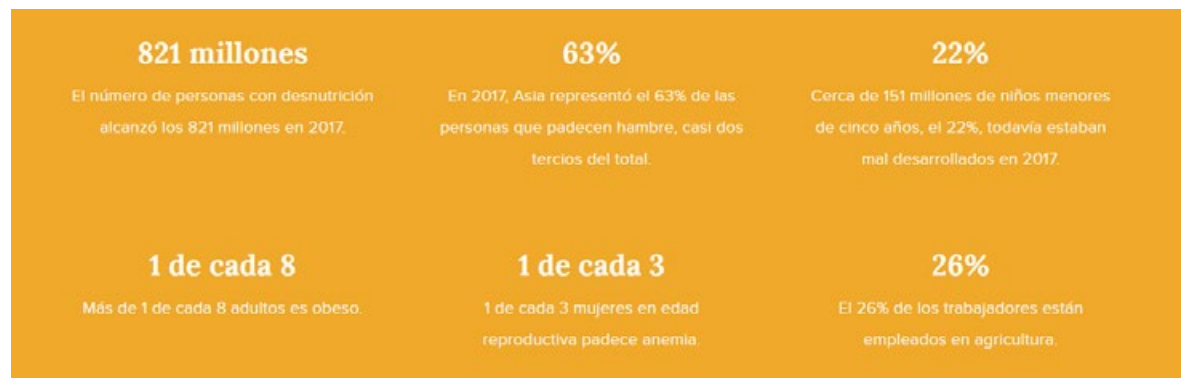 821 millones
El número de personas con desnutrición
alcanzó los 821 millones en 2017.
63%
En 2017, Asia representó el 63% de las
personas que padecen hambre, casi dos
tercios del total.
22%
Cerca de 151 millones de niños menores
de cinco años, el 22%, todavía estaban
mal desarrollados en 2017.
1 de cada 8
Más de 1 de cada 8 adultos es obeso.
1 de cada 3
1 de cada 3 mujeres en edad
reproductiva padece anemia.
26%
El 26% de los trabajadores están
empleados en agricultura.